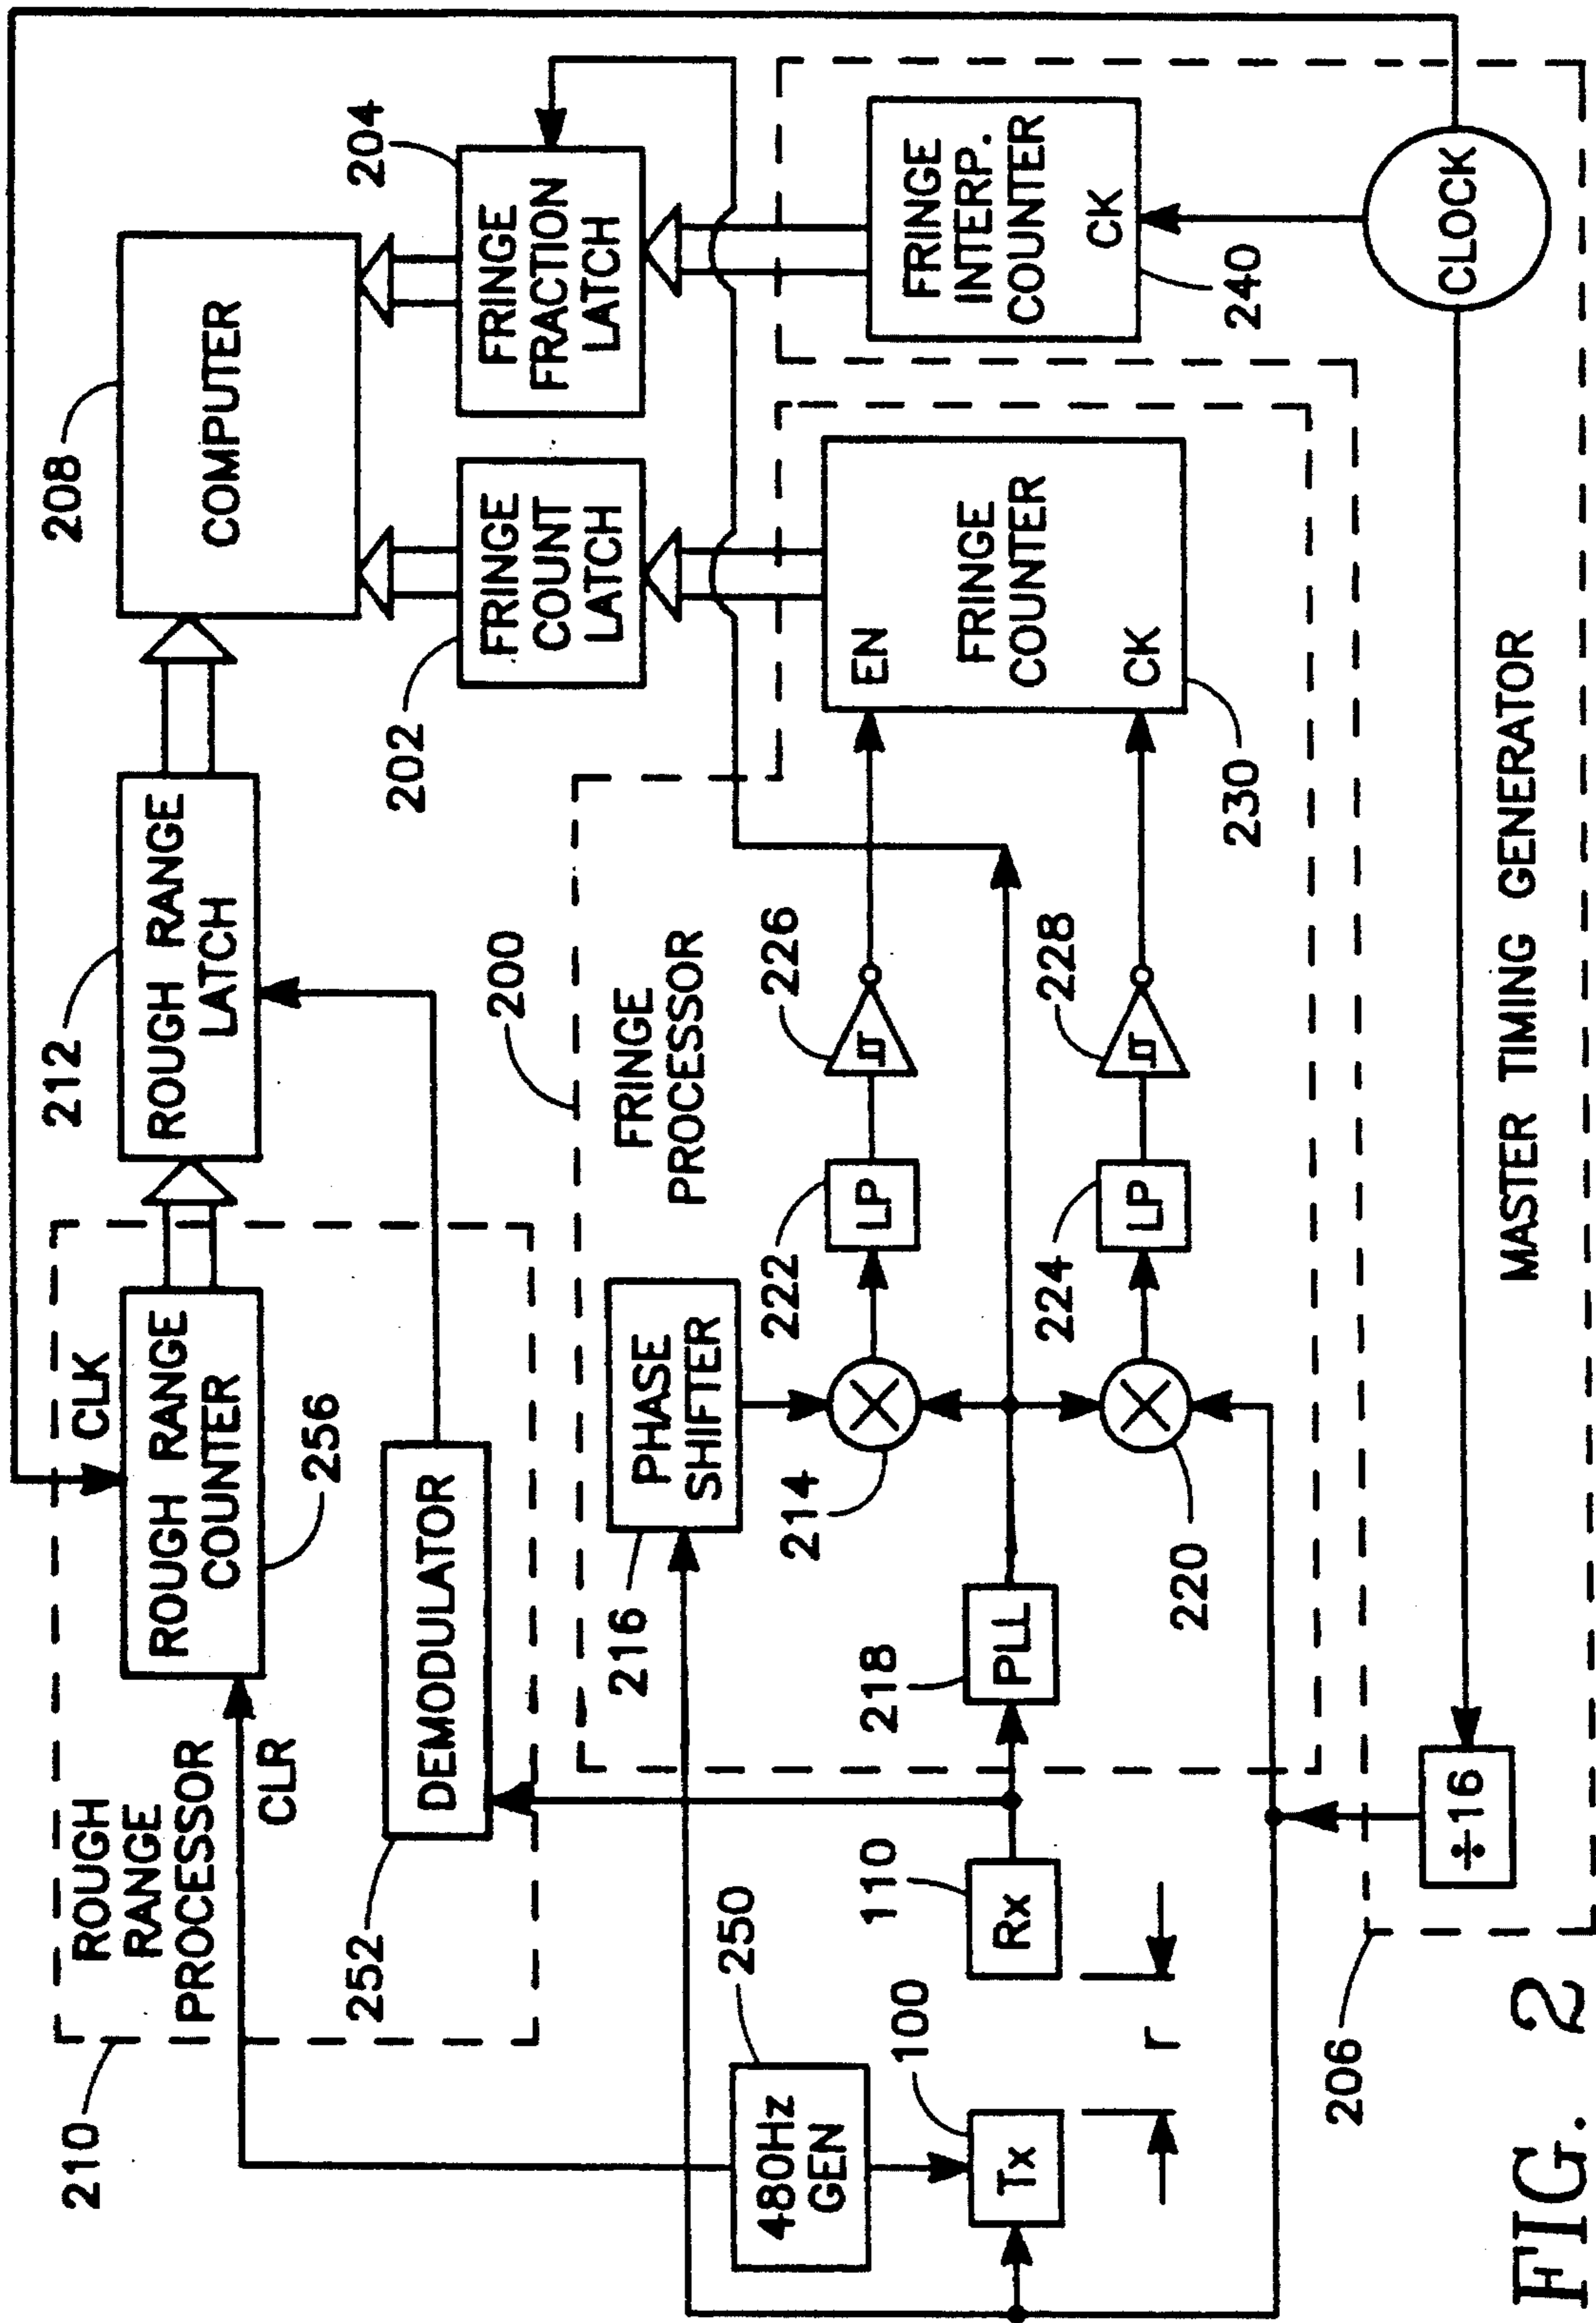 210
ROUGH
RANGE
PROCESSOR
CLK
ROUGH RANGE
COUNTER
256
CLR
DEMODULATOR
252
212
ROUGH RANGE
LATCH
208
COMPUTER
202
FRINGE
COUNT
LATCH
204
FRINGE
FRACTION
LATCH
200
FRINGE
PROCESSOR
PHASE
SHIFTER
216
214
222
LP
226
EN
FRINGE
COUNTER
CK
230
218
PLL
220
224
LP
228
250
480Hz
GEN
100
Tx
110
Rx
r
FRINGE
INTERP.
COUNTER
CK
240
CLOCK
÷16
206
MASTER TIMING GENERATOR
FIG. 2